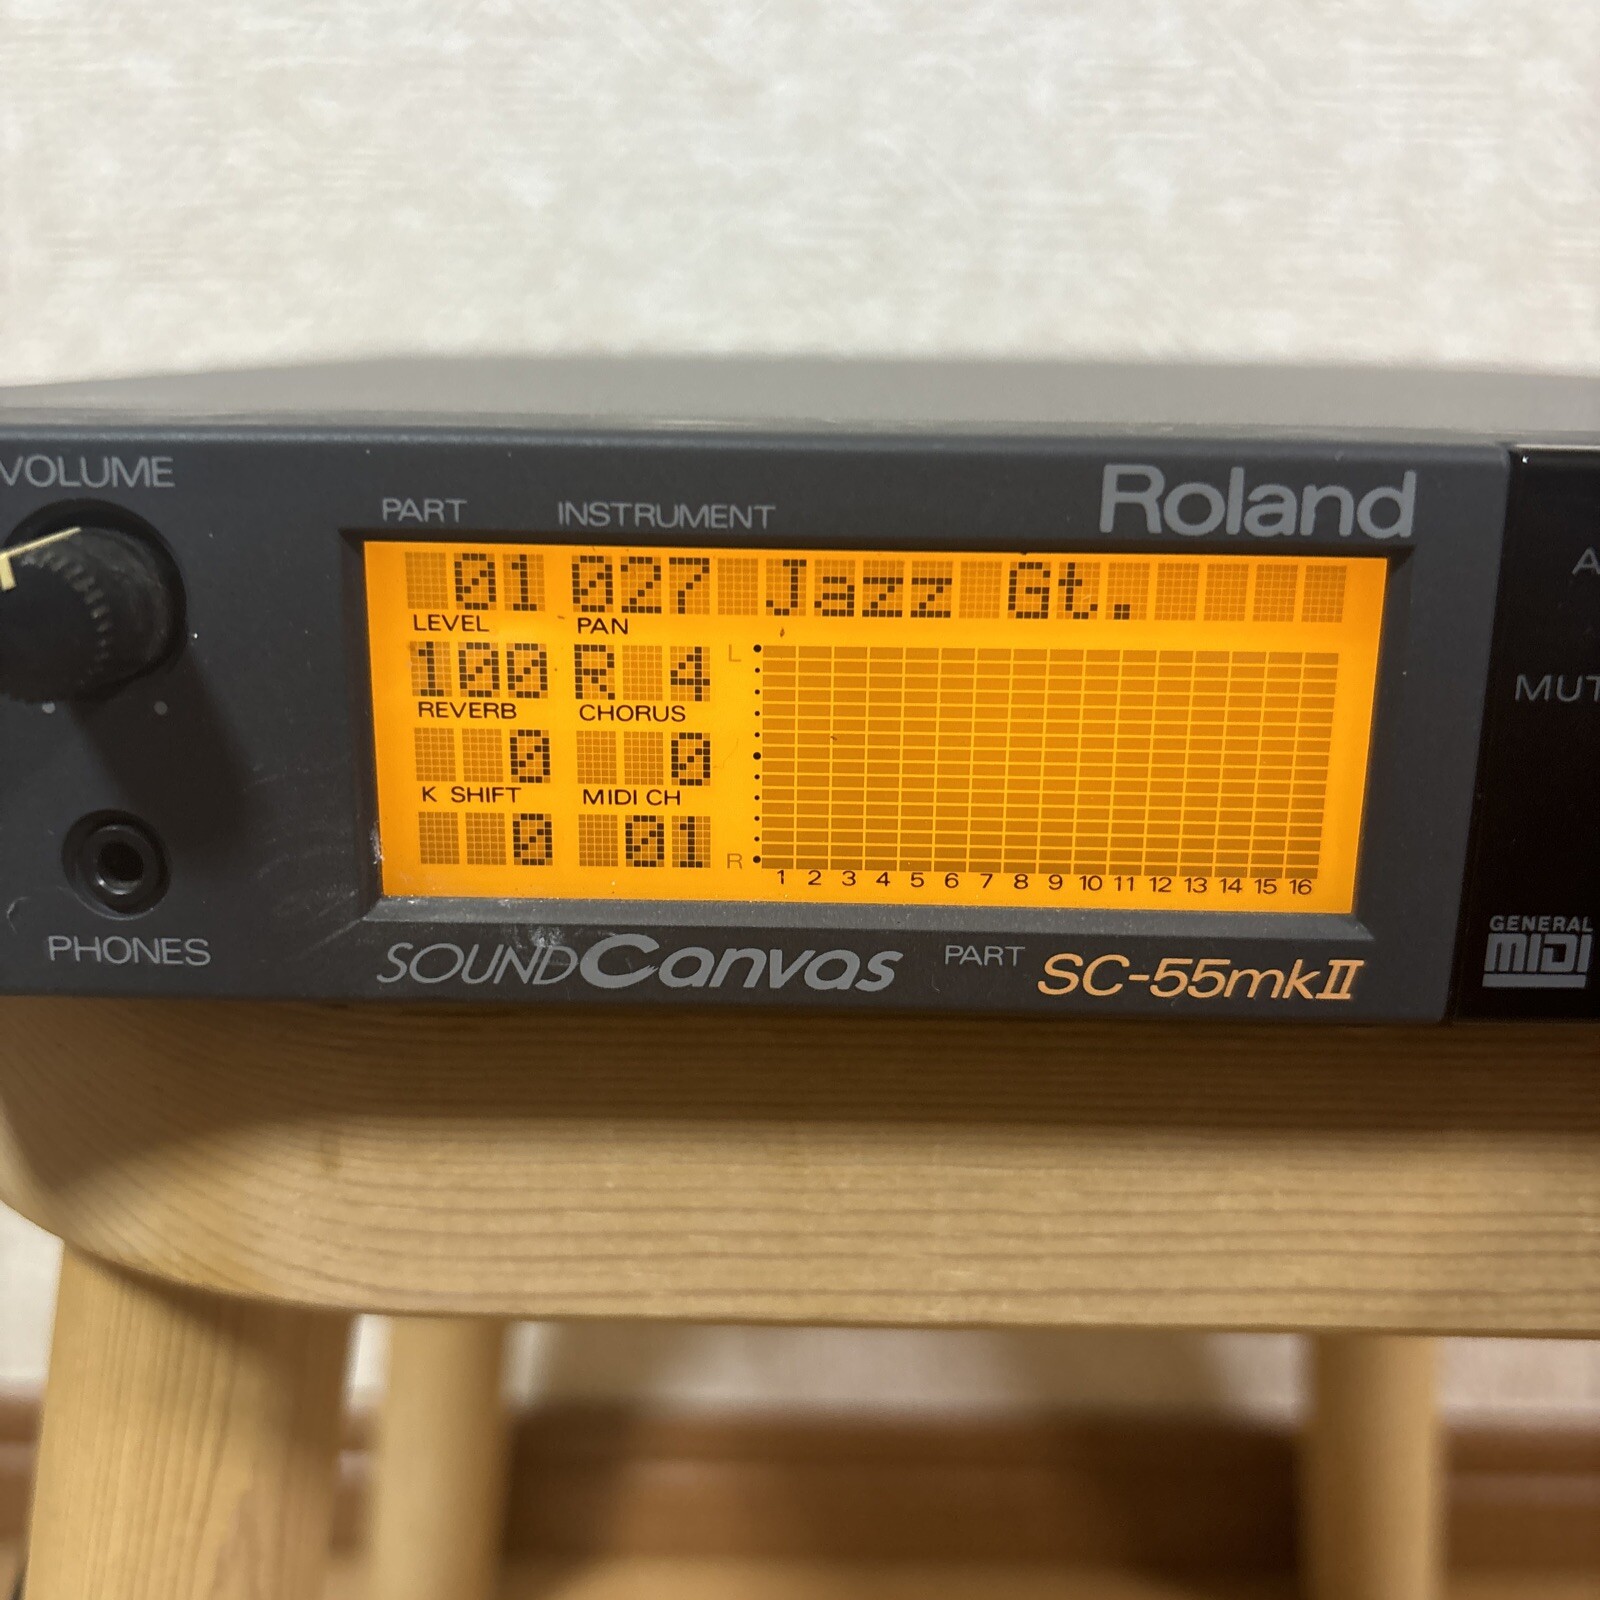 VOLUME
PART INSTRUMENT
Roland
01 027 Jazz Gt.
LEVEL PAN
100 R 4
L
REVERB CHORUS
0 0
K SHIFT MIDI CH
0 01
R
1 2 3 4 5 6 7 8 9 10 11 12 13 14 15 16
PHONES
SOUND Canvas PART SC-55mkII
A
MUT
GENERAL
MIDI